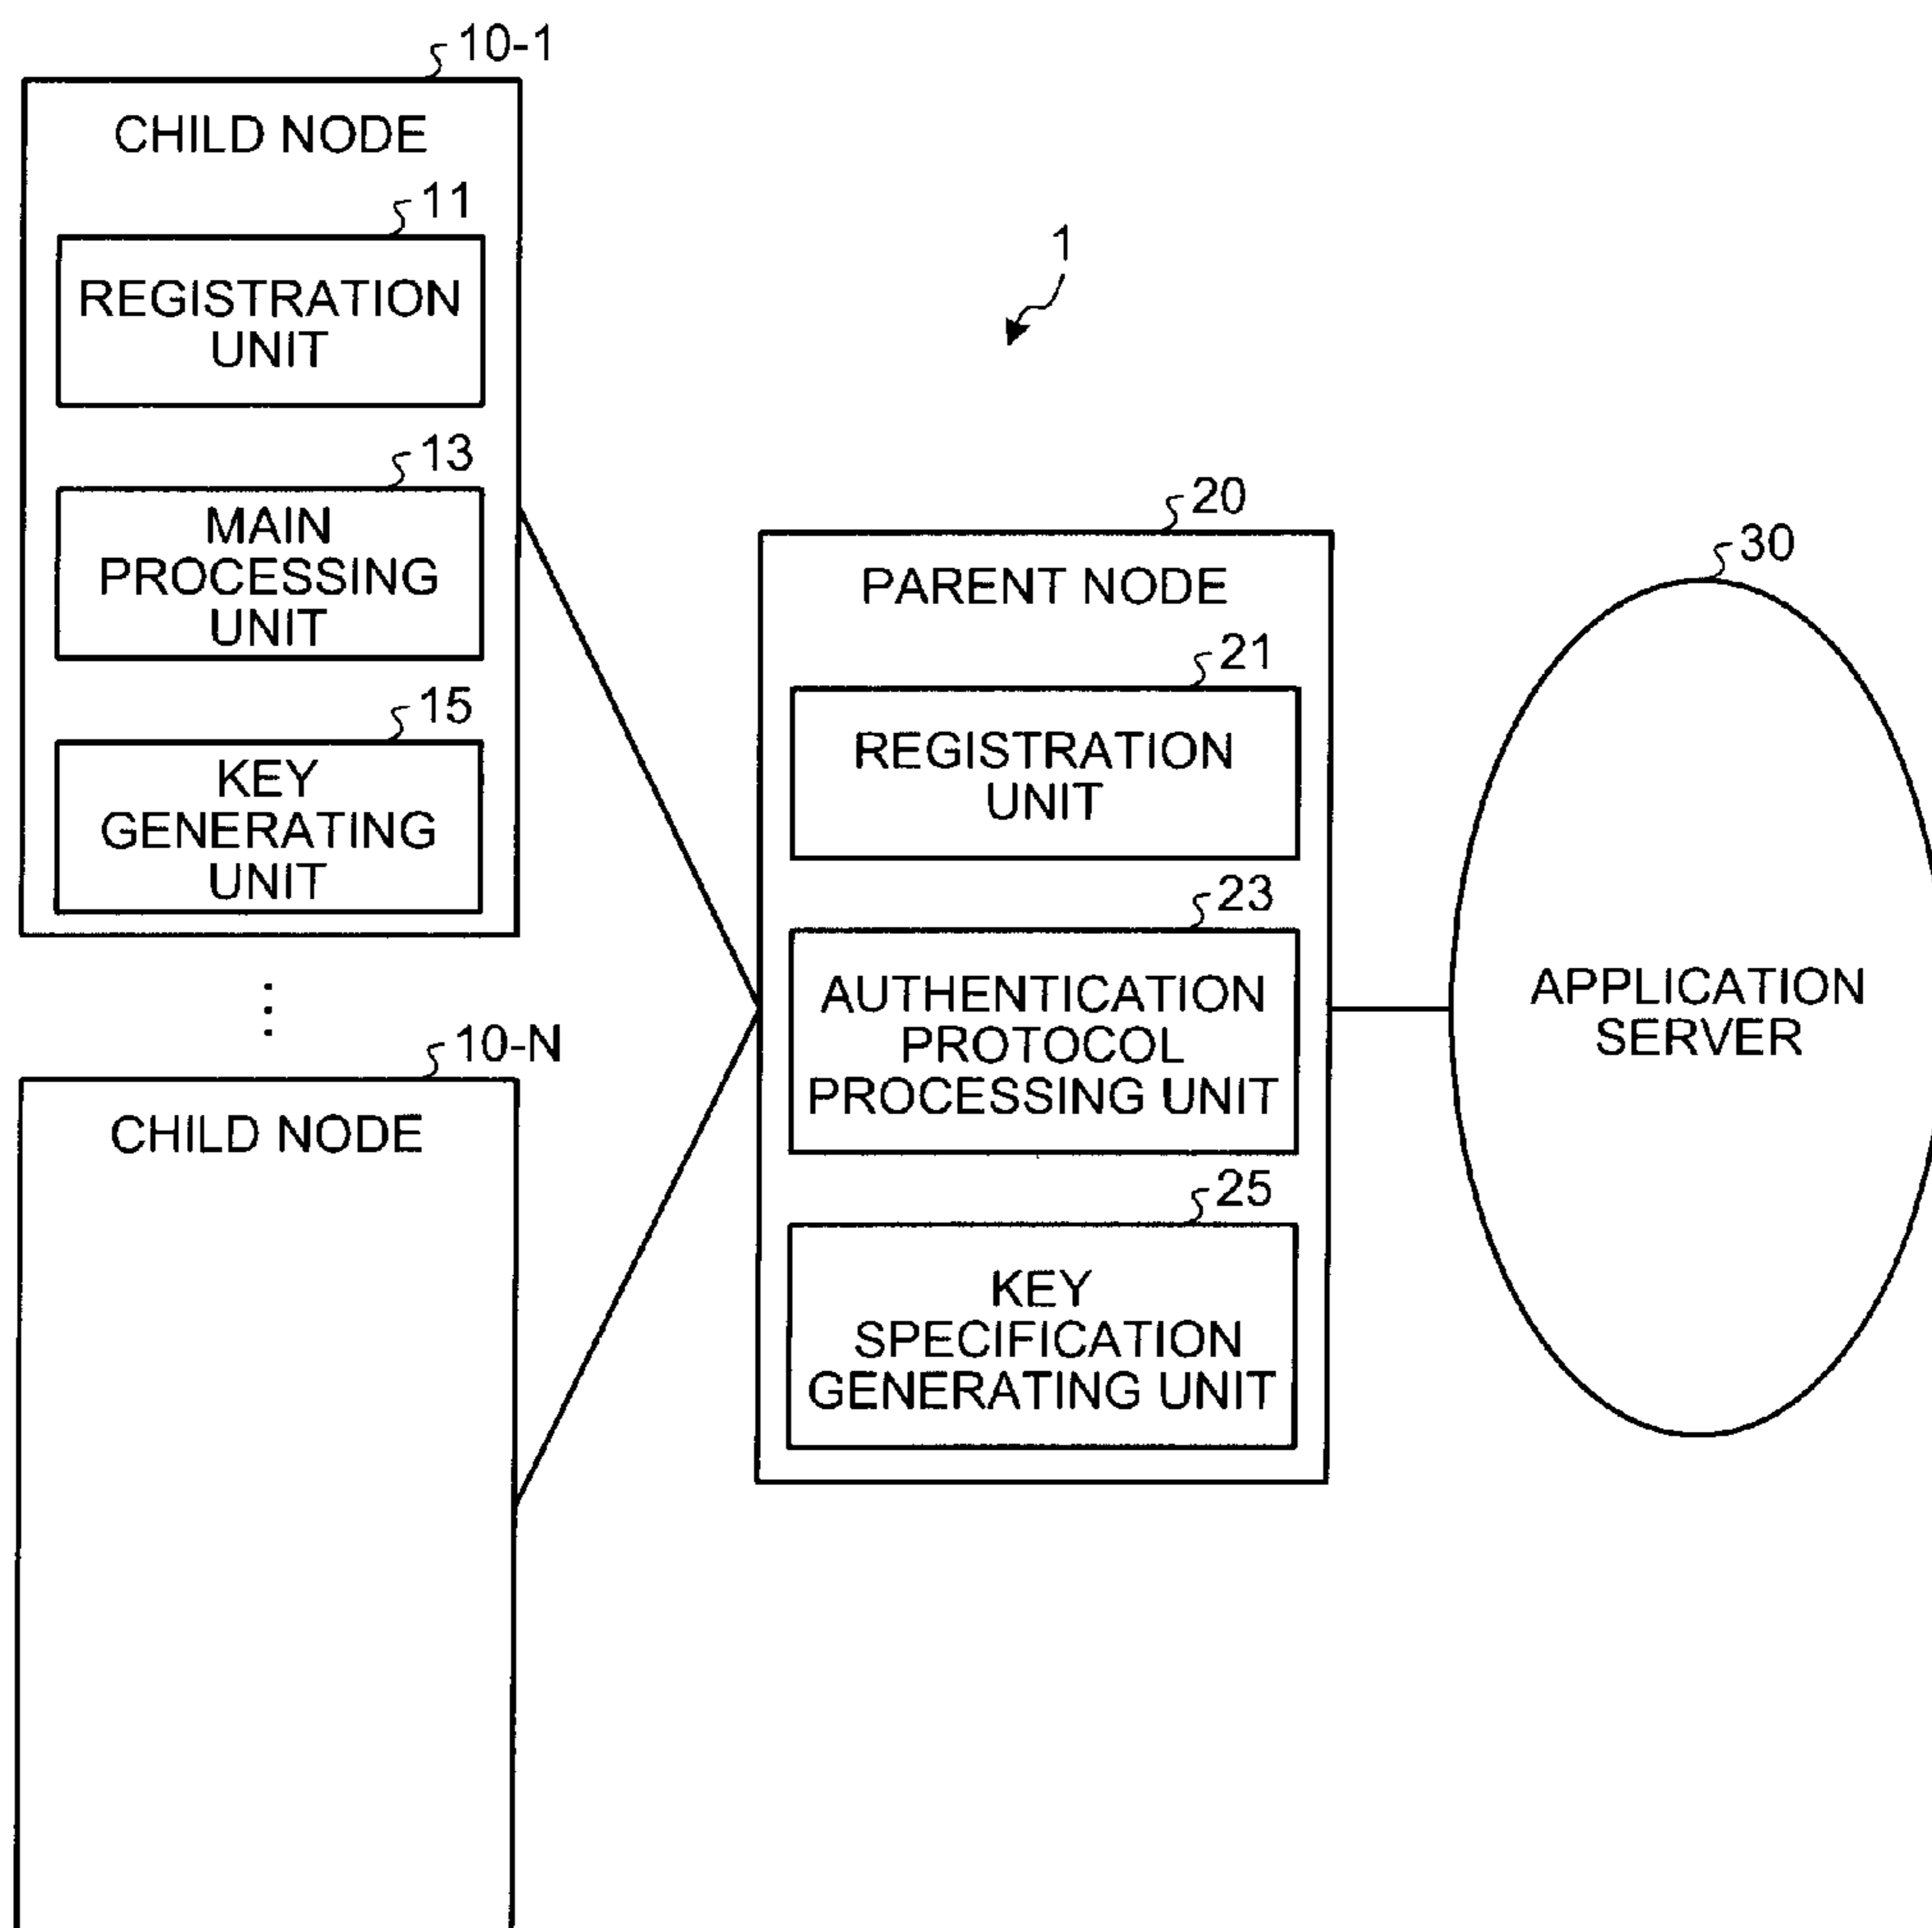 10-1
CHILD NODE
11
REGISTRATION
UNIT
13
MAIN
PROCESSING
UNIT
15
KEY
GENERATING
UNIT
10-N
CHILD NODE
1
20
PARENT NODE
21
REGISTRATION
UNIT
23
AUTHENTICATION
PROTOCOL
PROCESSING UNIT
25
KEY
SPECIFICATION
GENERATING UNIT
30
APPLICATION
SERVER